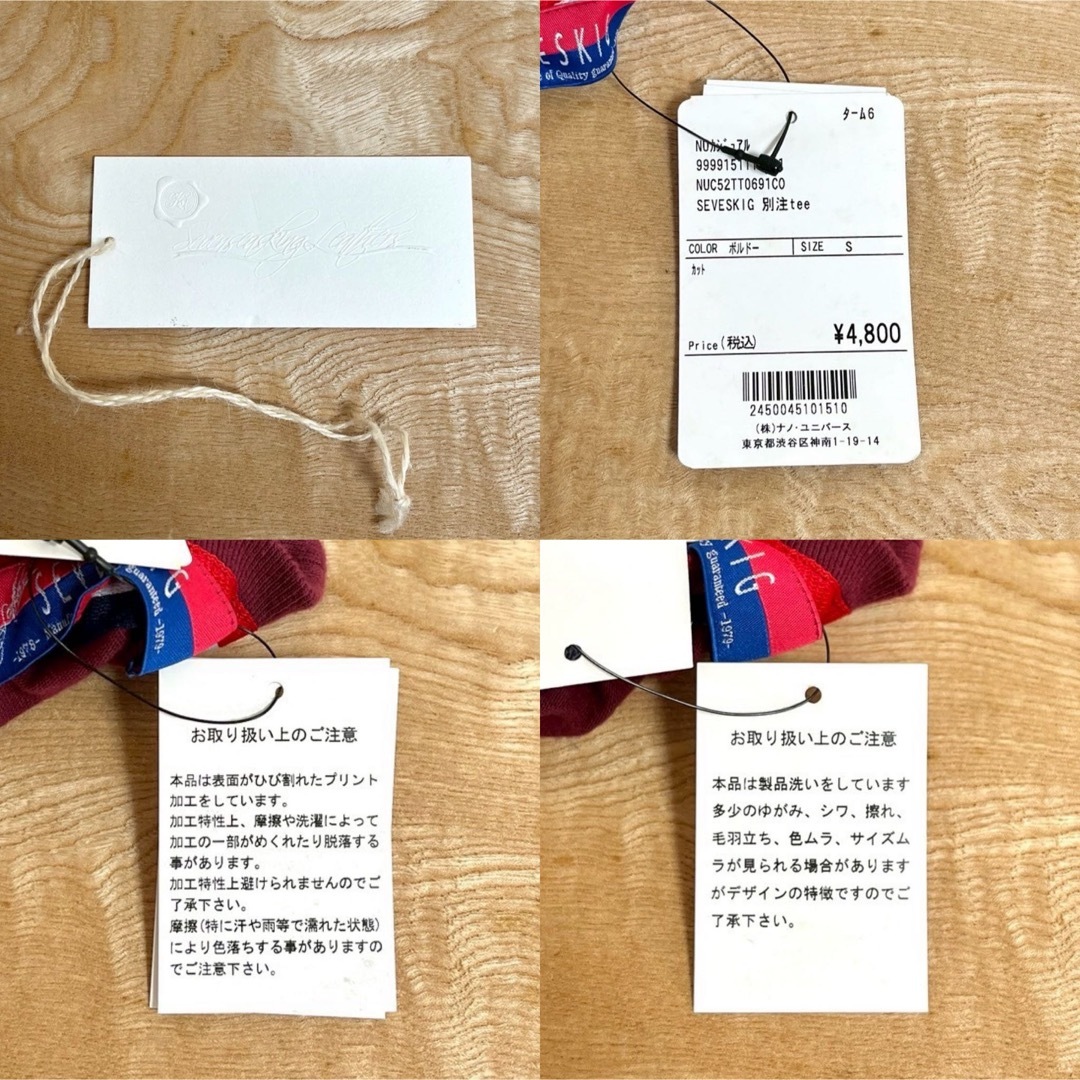 ESKIG
e of Quality guaran
ターム6
NUカジュアル
NUC52TT0691CO
SEVESKIG 別注tee
COLOR ボルドー SIZE S
カット
Price(税込) ¥4,800
2450045101510
(株)ナノ・ユニバース
東京都渋谷区神南1-19-14
guaranteed -1979-
お取り扱い上のご注意
本品は表面がひび割れたプリント
加工をしています。
加工特性上、摩擦や洗濯によって
加工の一部がめくれたり脱落する
事があります。
加工特性上避けられませんのでご
了承下さい。
摩擦(特に汗や雨等で濡れた状態)
により色落ちする事がありますの
でご注意下さい。
KIG
guaranteed -1979-
お取り扱い上のご注意
本品は製品洗いをしています
多少のゆがみ、シワ、擦れ、
毛羽立ち、色ムラ、サイズム
ラが見られる場合があります
がデザインの特徴ですのでご
了承下さい。